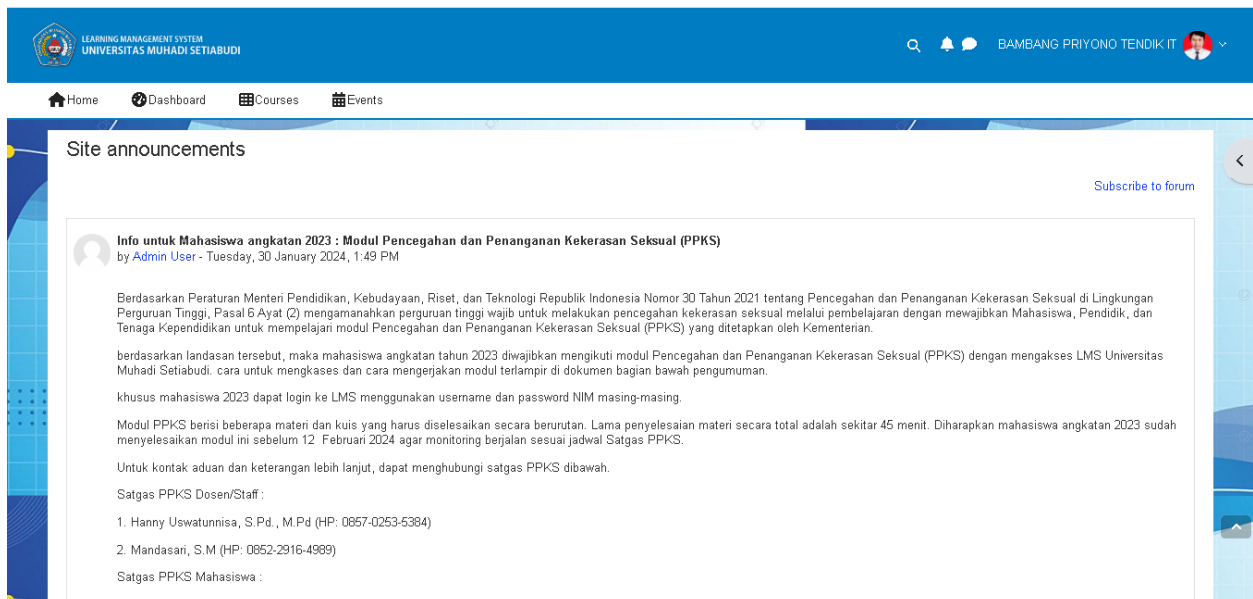 LEARNING MANAGEMENT SYSTEM
UNIVERSITAS MUHADI SETIABUDI
BAMBANG PRIYONO TENDIK IT
Home Dashboard Courses Events
Site announcements
Subscribe to forum
Info untuk Mahasiswa angkatan 2023 : Modul Pencegahan dan Penanganan Kekerasan Seksual (PPKS)
by Admin User - Tuesday, 30 January 2024, 1:49 PM
Berdasarkan Peraturan Menteri Pendidikan, Kebudayaan, Riset, dan Teknologi Republik Indonesia Nomor 30 Tahun 2021 tentang Pencegahan dan Penanganan Kekerasan Seksual di Lingkungan
Perguruan Tinggi, Pasal 6 Ayat (2) mengamanahkan perguruan tinggi wajib untuk melakukan pencegahan kekerasan seksual melalui pembelajaran dengan mewajibkan Mahasiswa, Pendidik, dan
Tenaga Kependidikan untuk mempelajari modul Pencegahan dan Penanganan Kekerasan Seksual (PPKS) yang ditetapkan oleh Kementerian.
berdasarkan landasan tersebut, maka mahasiswa angkatan tahun 2023 diwajibkan mengikuti modul Pencegahan dan Penanganan Kekerasan Seksual (PPKS) dengan mengakses LMS Universitas
Muhadi Setiabudi. cara untuk mengkases dan cara mengerjakan modul terlampir di dokumen bagian bawah pengumuman.
khusus mahasiswa 2023 dapat login ke LMS menggunakan username dan password NIM masing-masing.
Modul PPKS berisi beberapa materi dan kuis yang harus diselesaikan secara berurutan. Lama penyelesaian materi secara total adalah sekitar 45 menit. Diharapkan mahasiswa angkatan 2023 sudah
menyelesaikan modul ini sebelum 12 Februari 2024 agar monitoring berjalan sesuai jadwal Satgas PPKS.
Untuk kontak aduan dan keterangan lebih lanjut, dapat menghubungi satgas PPKS dibawah.
Satgas PPKS Dosen/Staff :
1. Hanny Uswatunnisa, S.Pd., M.Pd (HP: 0857-0253-5384)
2. Mandasari, S.M (HP: 0852-2916-4989)
Satgas PPKS Mahasiswa :